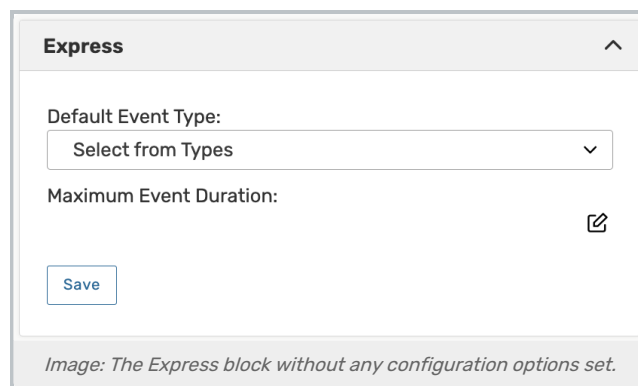 Express
Default Event Type:
Select from Types
Maximum Event Duration:
Save
Image: The Express block without any configuration options set.